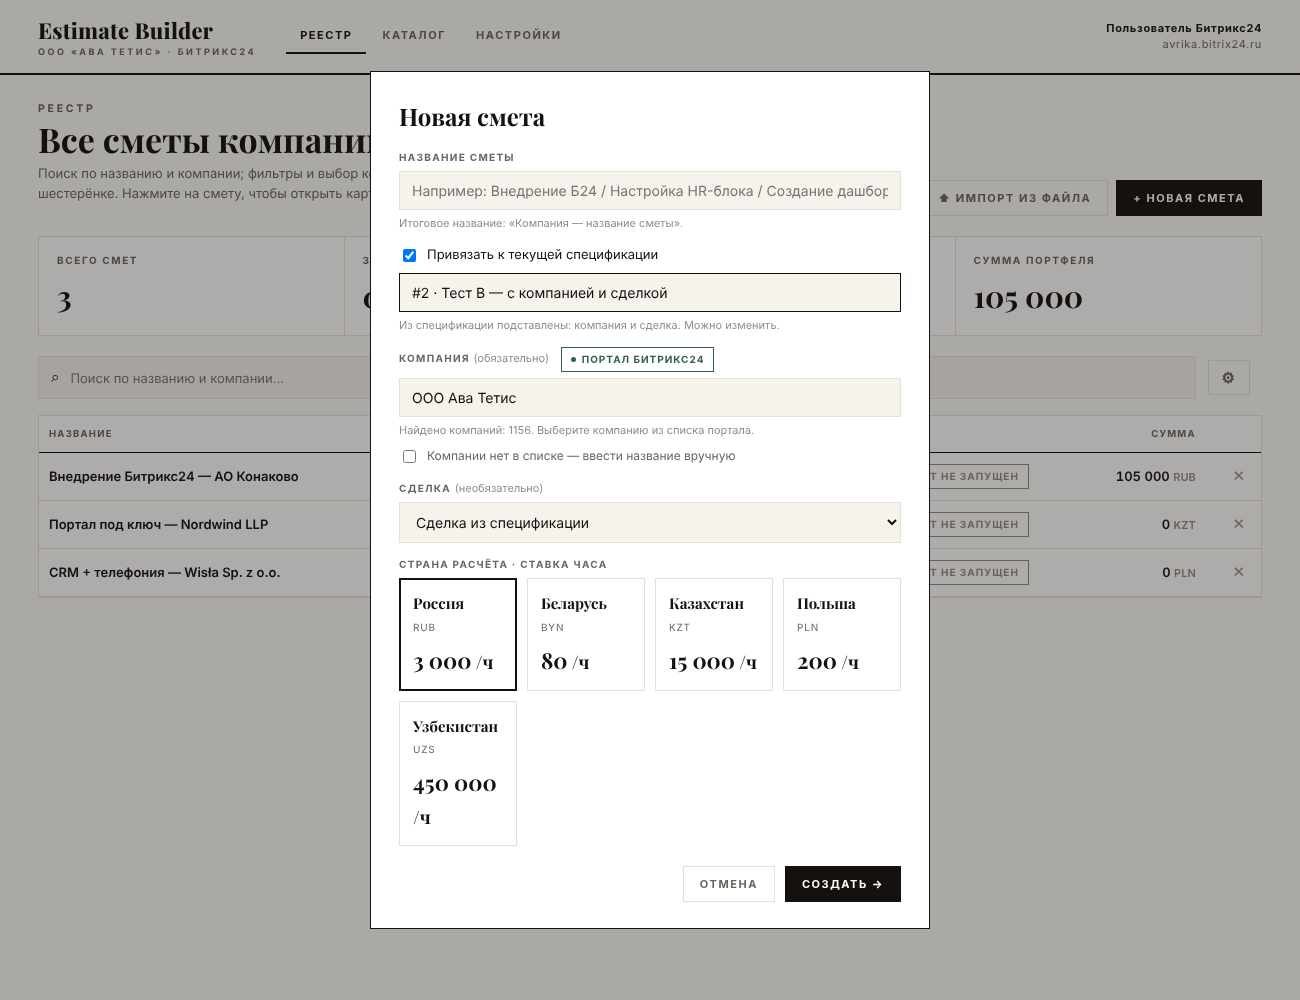 Estimate Builder
ООО «АВА ТЕТИС» · БИТРИКС24
РЕЕСТР
КАТАЛОГ
НАСТРОЙКИ
Пользователь Битрикс24
avrika.bitrix24.ru
РЕЕСТР
Все сметы компании
Поиск по названию и компании; фильтры и выбор
шестерёнке. Нажмите на смету, чтобы открыть
ИМПОРТ ИЗ ФАЙЛА
+ НОВАЯ СМЕТА
ВСЕГО СМЕТ
3
СУММА ПОРТФЕЛЯ
105 000
Поиск по названию и компании...
НАЗВАНИЕ
СУММА
Внедрение Битрикс24 — АО Конаково
Т НЕ ЗАПУЩЕН
105 000 RUB
Портал под ключ — Nordwind LLP
Т НЕ ЗАПУЩЕН
0 KZT
CRM + телефония — Wisła Sp. z o.o.
Т НЕ ЗАПУЩЕН
0 PLN
Новая смета
НАЗВАНИЕ СМЕТЫ
Например: Внедрение Б24 / Настройка HR-блока / Создание дашбор
Итоговое название: «Компания — название сметы».
Привязать к текущей спецификации
#2 · Тест B — с компанией и сделкой
Из спецификации подставлены: компания и сделка. Можно изменить.
КОМПАНИЯ (обязательно)
● ПОРТАЛ БИТРИКС24
ООО Ава Тетис
Найдено компаний: 1156. Выберите компанию из списка портала.
Компании нет в списке — ввести название вручную
СДЕЛКА (необязательно)
Сделка из спецификации
СТРАНА РАСЧЁТА · СТАВКА ЧАСА
Россия
RUB
3 000 /ч
Беларусь
BYN
80 /ч
Казахстан
KZT
15 000 /ч
Польша
PLN
200 /ч
Узбекистан
UZS
450 000
/ч
ОТМЕНА
СОЗДАТЬ →